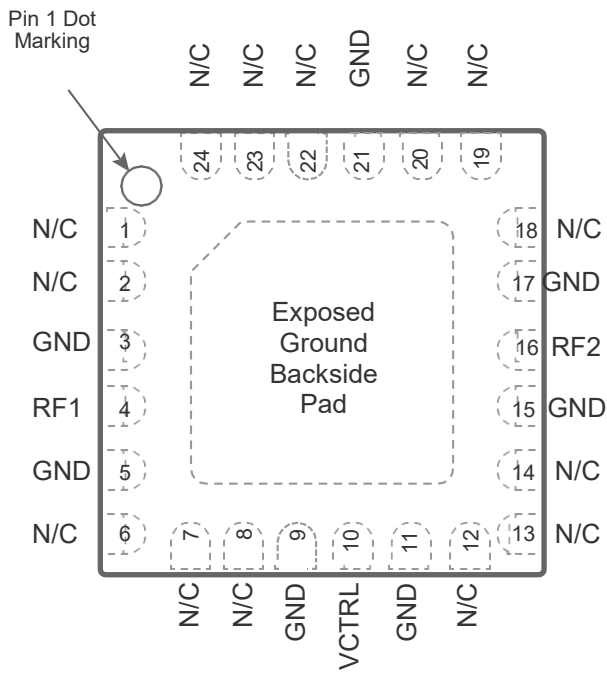 Pin 1 Dot
Marking
N/C
N/C
N/C
GND
N/C
N/C
24
23
22
21
20
19
N/C 1
N/C 2
GND 3
RF1 4
GND 5
N/C 6
18 N/C
17 GND
16 RF2
15 GND
14 N/C
13 N/C
Exposed
Ground
Backside
Pad
7
8
9
10
11
12
N/C
N/C
GND
VCTRL
GND
N/C